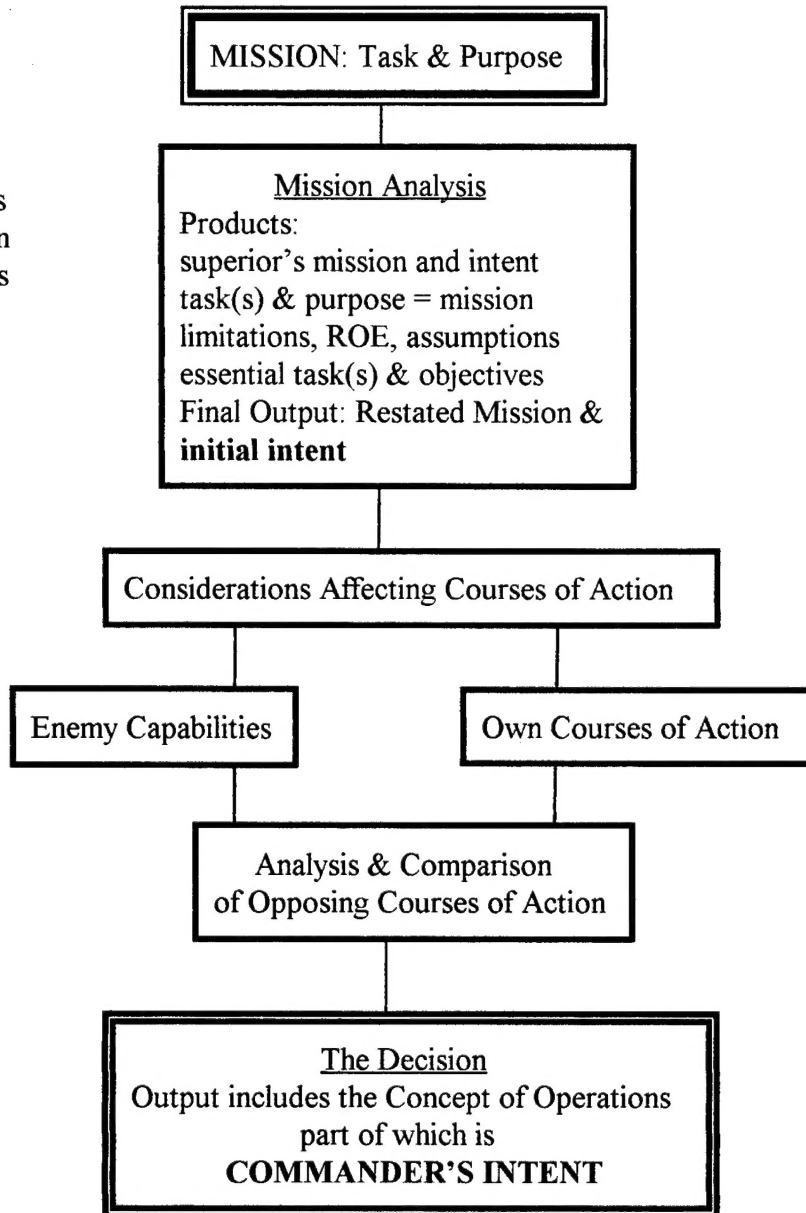 MISSION: Task & Purpose
Mission Analysis
Products:
superior's mission and intent
task(s) & purpose = mission
limitations, ROE, assumptions
essential task(s) & objectives
Final Output: Restated Mission &
initial intent
Considerations Affecting Courses of Action
Enemy Capabilities
Own Courses of Action
Analysis & Comparison
of Opposing Courses of Action
The Decision
Output includes the Concept of Operations
part of which is
COMMANDER'S INTENT